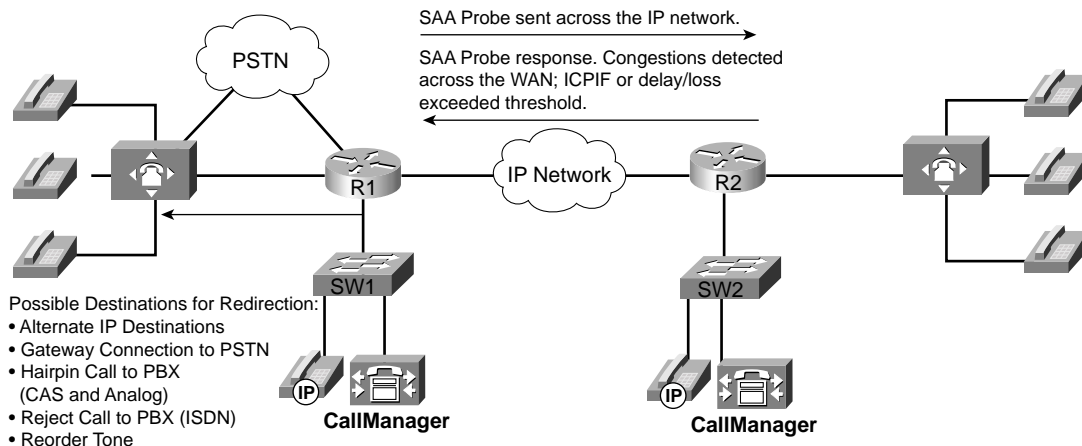 SAA Probe sent across the IP network.
SAA Probe response. Congestions detected
across the WAN; ICPIF or delay/loss
exceeded threshold.
PSTN
R1
IP Network
R2
SW1
SW2
Possible Destinations for Redirection:
• Alternate IP Destinations
• Gateway Connection to PSTN
• Hairpin Call to PBX
(CAS and Analog)
• Reject Call to PBX (ISDN)
• Reorder Tone
IP
CallManager
IP
CallManager